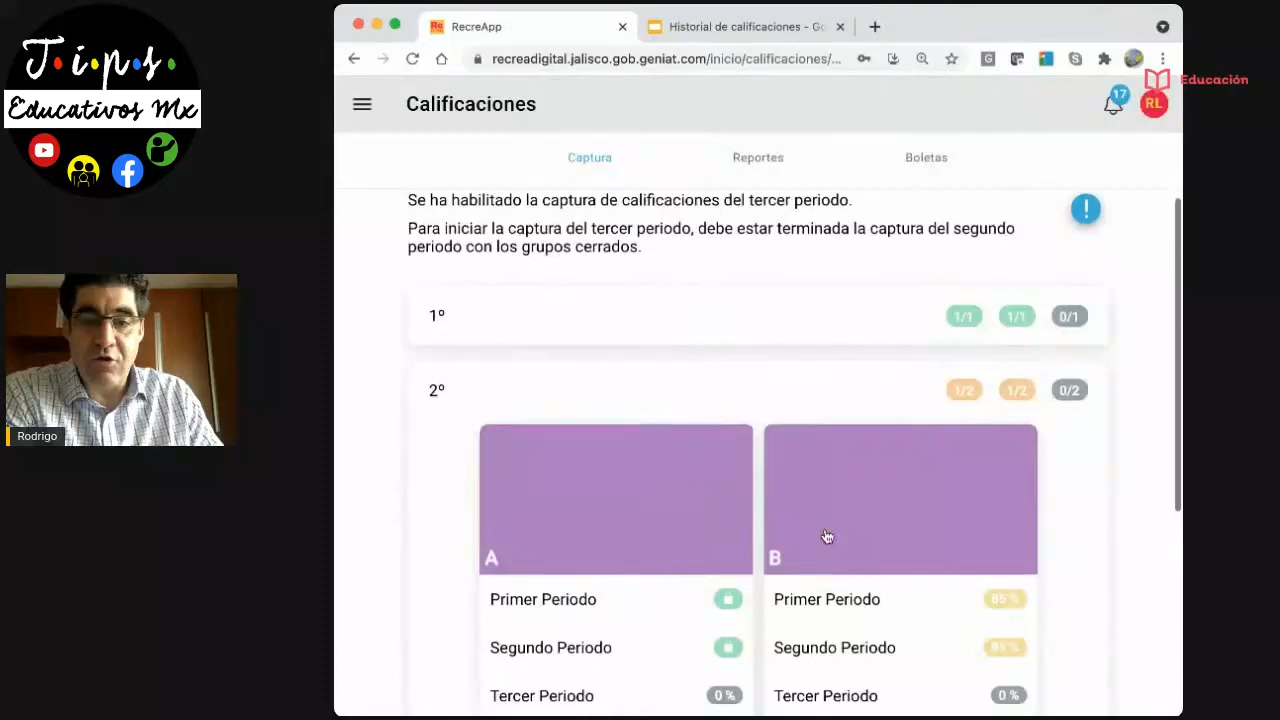 T.i.p.s.
Educativos Mx
Rodrigo
RecreApp
Historial de calificaciones - Go
recreadigital.jalisco.gob.geniat.com/inicio/calificaciones/...
Calificaciones
17
RL
Educación
Captura
Reportes
Boletas
Se ha habilitado la captura de calificaciones del tercer periodo.
Para iniciar la captura del tercer periodo, debe estar terminada la captura del segundo
periodo con los grupos cerrados.
!
1º
1/1
1/1
0/1
2º
1/2
1/2
0/2
A
B
Primer Periodo
Primer Periodo
85 %
Segundo Periodo
Segundo Periodo
85 %
Tercer Periodo
0 %
Tercer Periodo
0 %